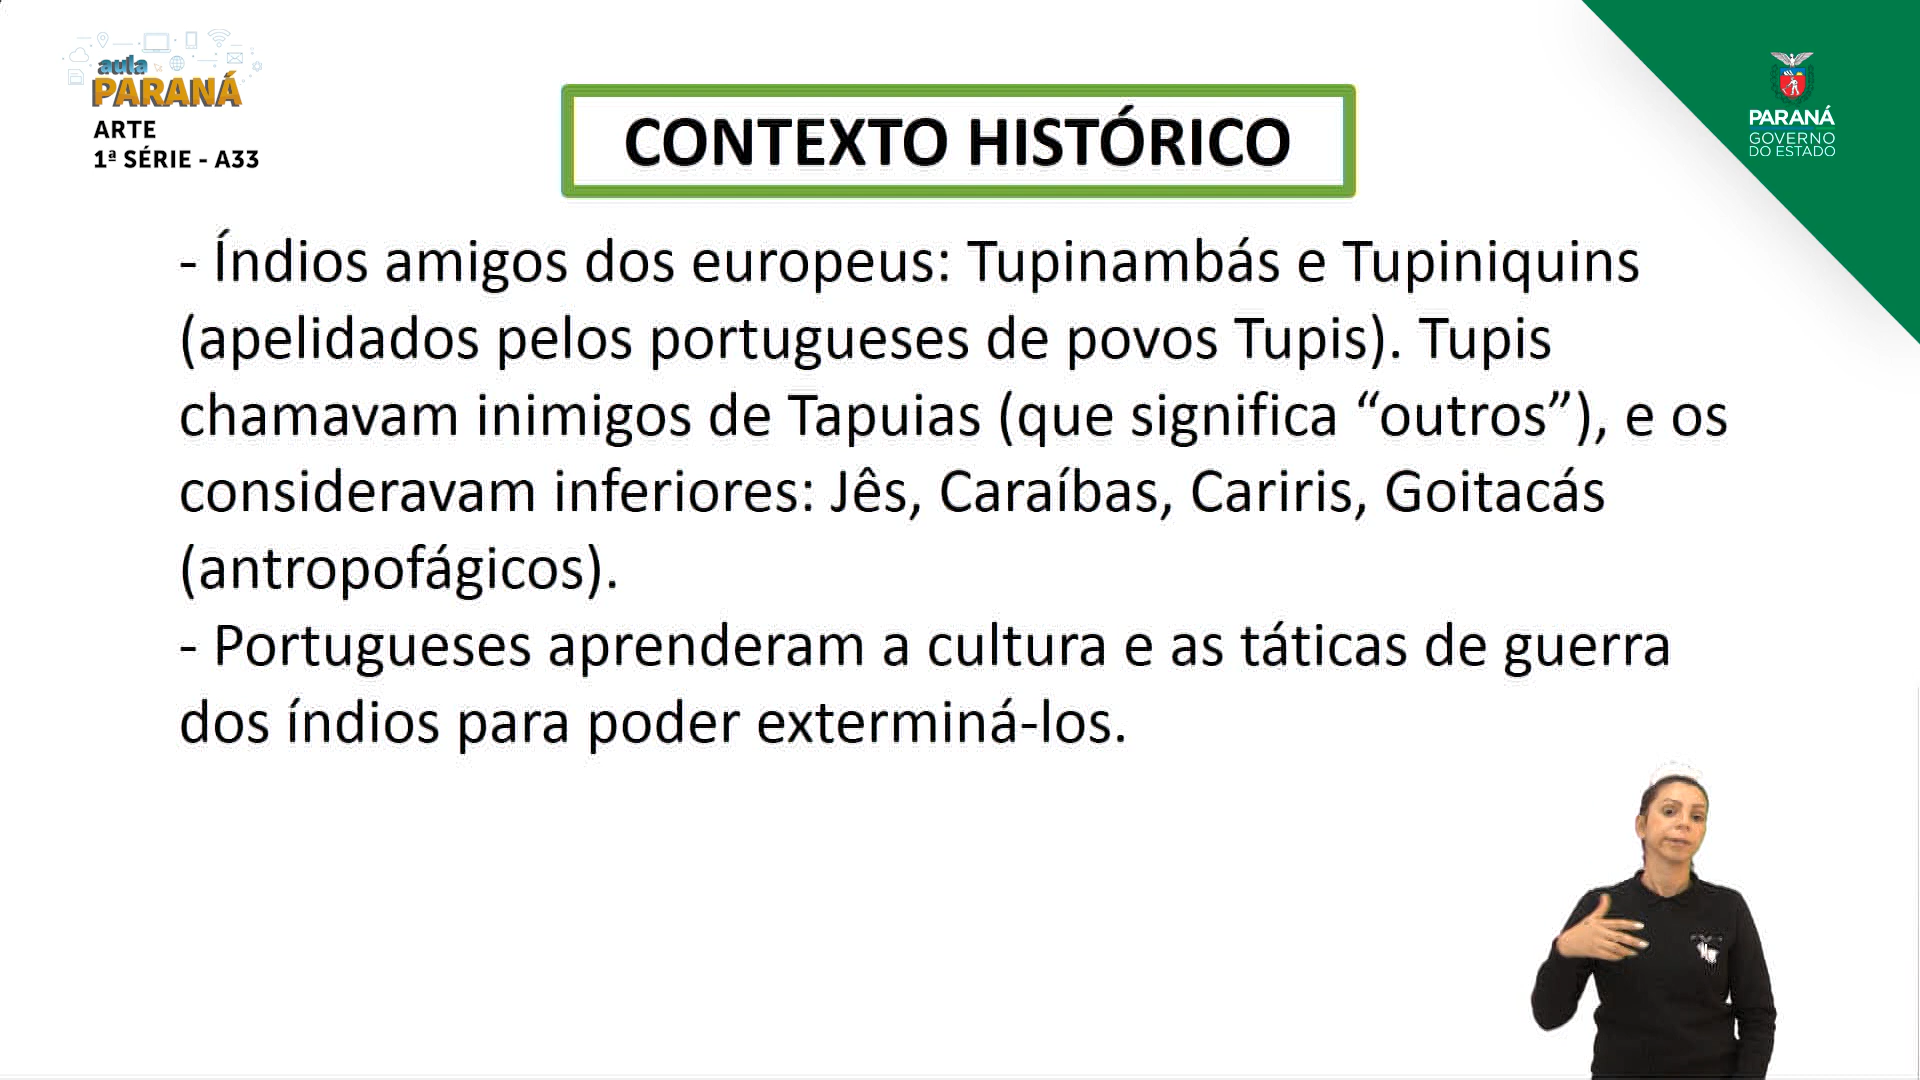 aula
PARANÁ
ARTE
1ª SÉRIE - A33
CONTEXTO HISTÓRICO
PARANÁ
GOVERNO
DO ESTADO
- Índios amigos dos europeus: Tupinambás e Tupiniquins
(apelidados pelos portugueses de povos Tupis). Tupis
chamavam inimigos de Tapuias (que significa “outros”), e os
consideravam inferiores: Jês, Caraíbas, Cariris, Goitacás
(antropofágicos).
- Portugueses aprenderam a cultura e as táticas de guerra
dos índios para poder exterminá-los.